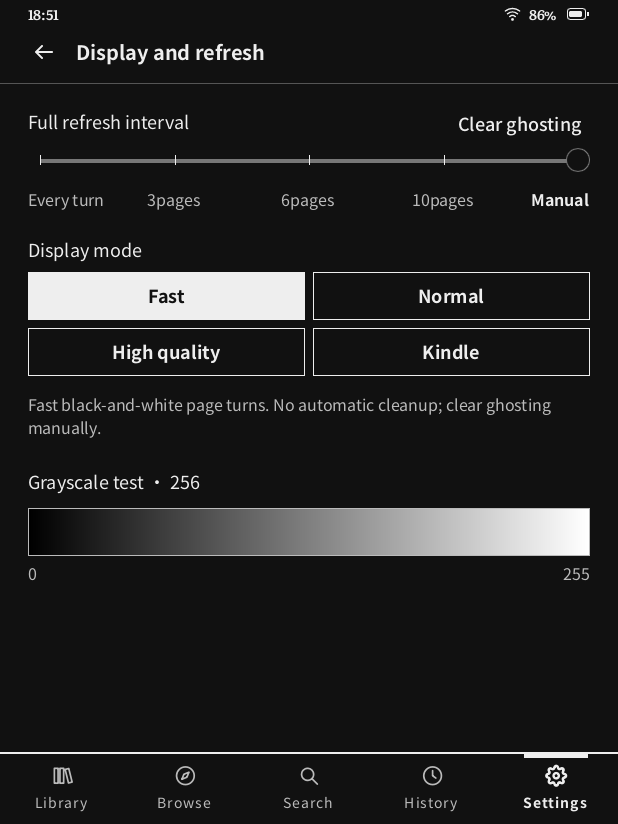 18:51
86%
Display and refresh
Full refresh interval
Clear ghosting
Every turn
3pages
6pages
10pages
Manual
Display mode
Fast
Normal
High quality
Kindle
Fast black-and-white page turns. No automatic cleanup; clear ghosting
manually.
Grayscale test • 256
0
255
Library
Browse
Search
History
Settings